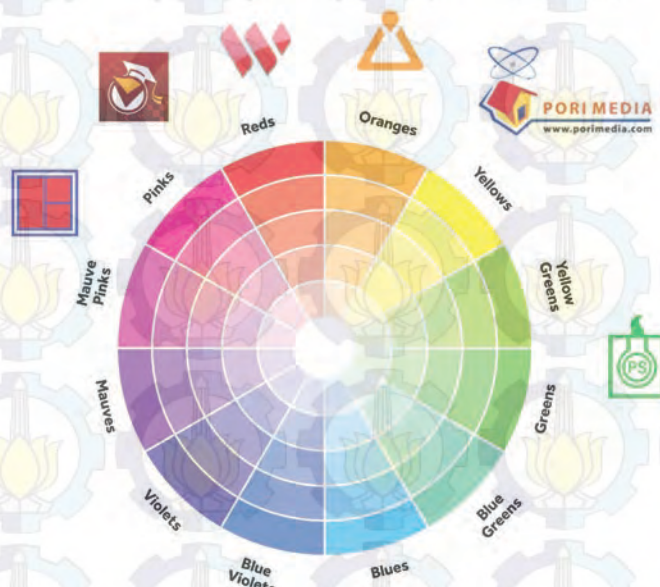 PORI MEDIA
www.porimedia.com
Reds
Oranges
Pinks
Yellows
Mauve
Pinks
Yellow
Greens
PS
Mauves
Greens
Violets
Blue
Greens
Blue
Violets
Blues